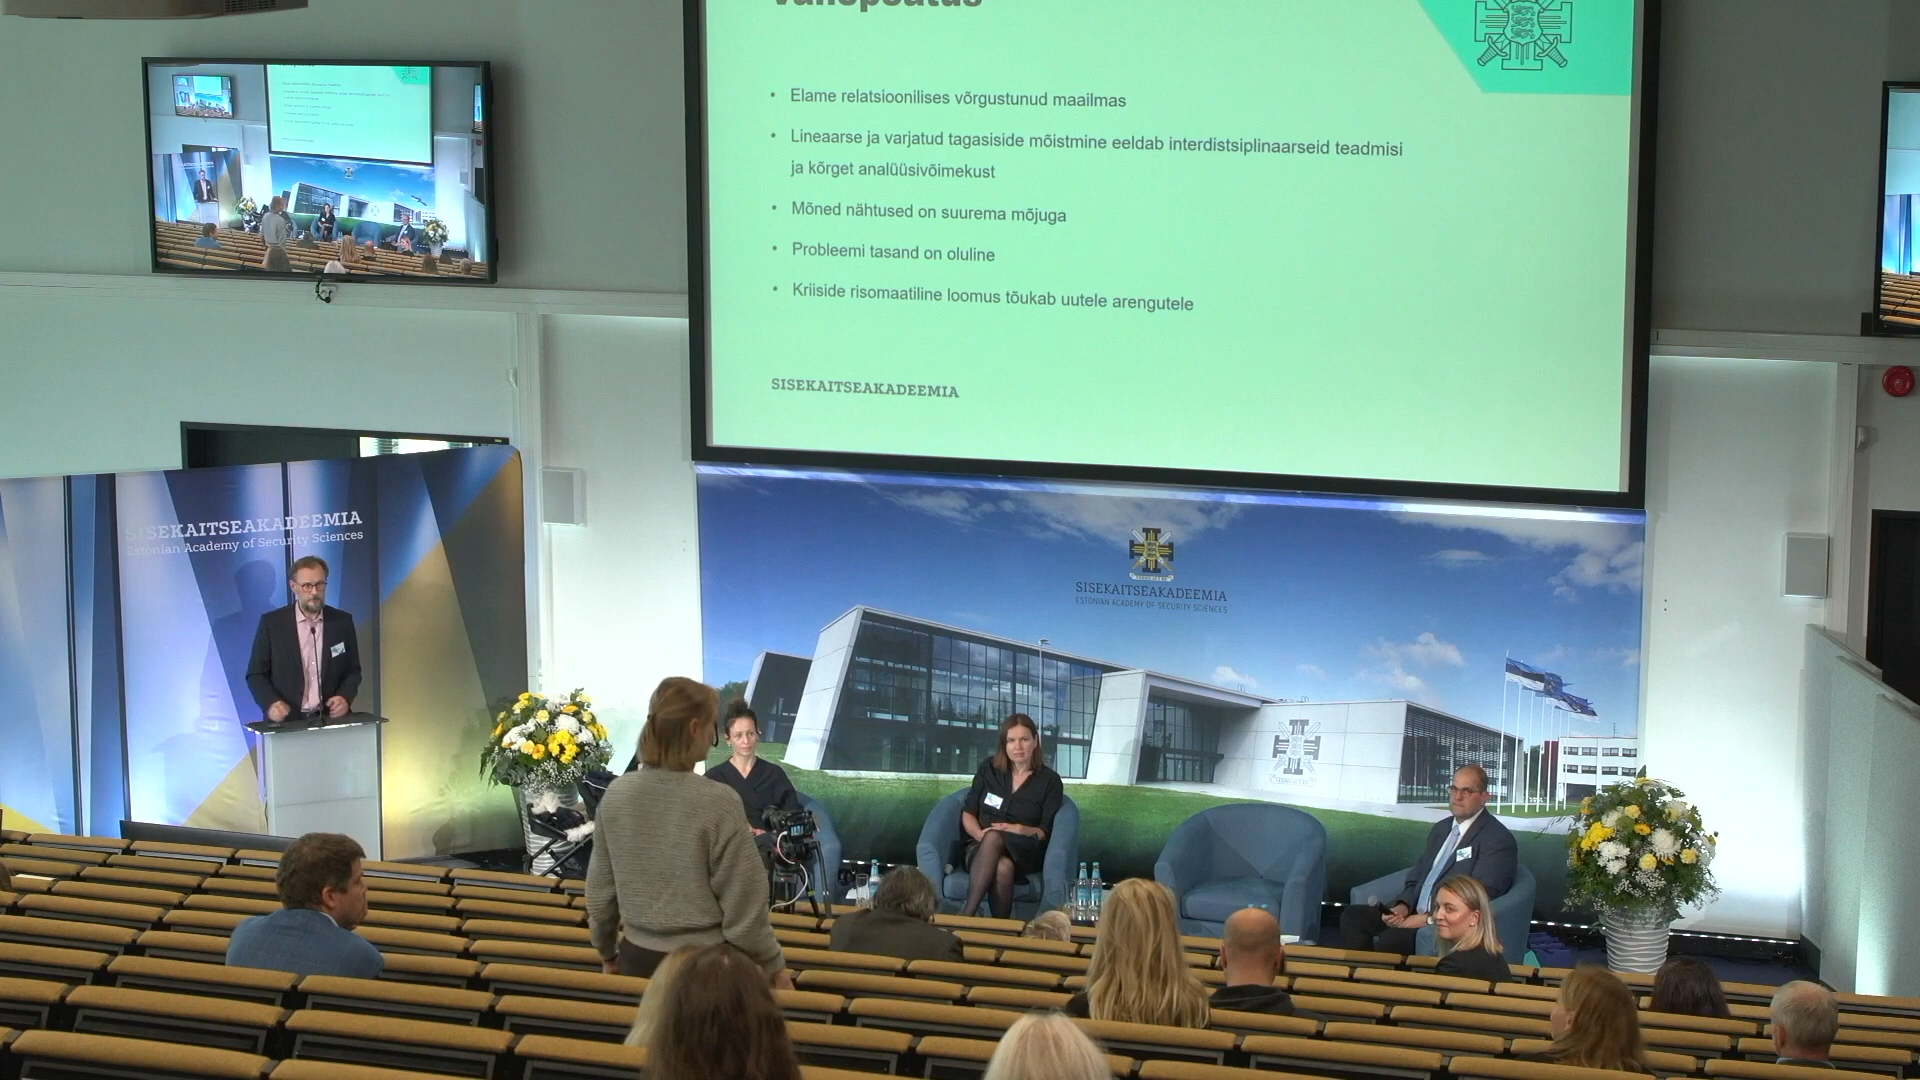 • Elame relatsioonilises võrgustunud maailmas
• Lineaarse ja varjatud tagasiside mõistmine eeldab interdistsiplinaarseid teadmisi
ja kõrget analüüsivõimekust
• Mõned nähtused on suurema mõjuga
• Probleemi tasand on oluline
• Kriiside risomaatiline loomus tõukab uutele arengutele
SISEKAITSEAKADEEMIA
SISEKAITSEAKADEEMIA
Estonian Academy of Security Sciences
SISEKAITSEAKADEEMIA
ESTONIAN ACADEMY OF SECURITY SCIENCES